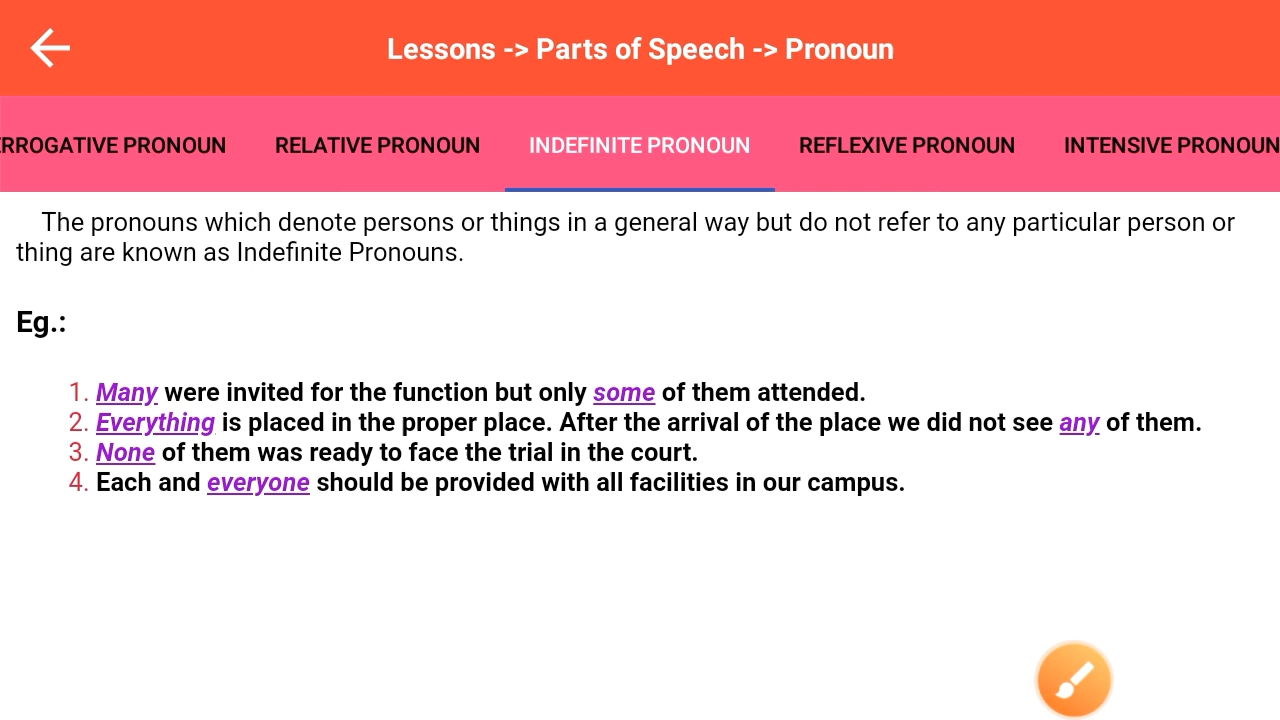 Lessons -> Parts of Speech -> Pronoun
ERROGATIVE PRONOUN RELATIVE PRONOUN INDEFINITE PRONOUN REFLEXIVE PRONOUN INTENSIVE PRONOUN
The pronouns which denote persons or things in a general way but do not refer to any particular person or
thing are known as Indefinite Pronouns.
Eg.:
1. Many were invited for the function but only some of them attended.
2. Everything is placed in the proper place. After the arrival of the place we did not see any of them.
3. None of them was ready to face the trial in the court.
4. Each and everyone should be provided with all facilities in our campus.